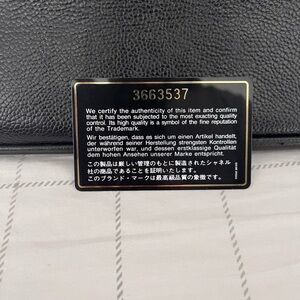 3663537
We certify the authenticity of this item and confirm
that it has been subjected to the most exacting quality
control. Its high quality is a symbol of the fine reputation
of the Trademark.
Wir bestätigen, dass es sich um einen Artikel handelt,
der während seiner Herstellung strengsten Kontrollen
unterworfen war, und dessen erstklassige Qualität
dem hohen Ansehen unserer Marke entspricht.
この製品は厳しい管理のもとに製造されたシャネル
社の商品であることを証明いたします。
このブランド・マークは最高級品質の象徴です。